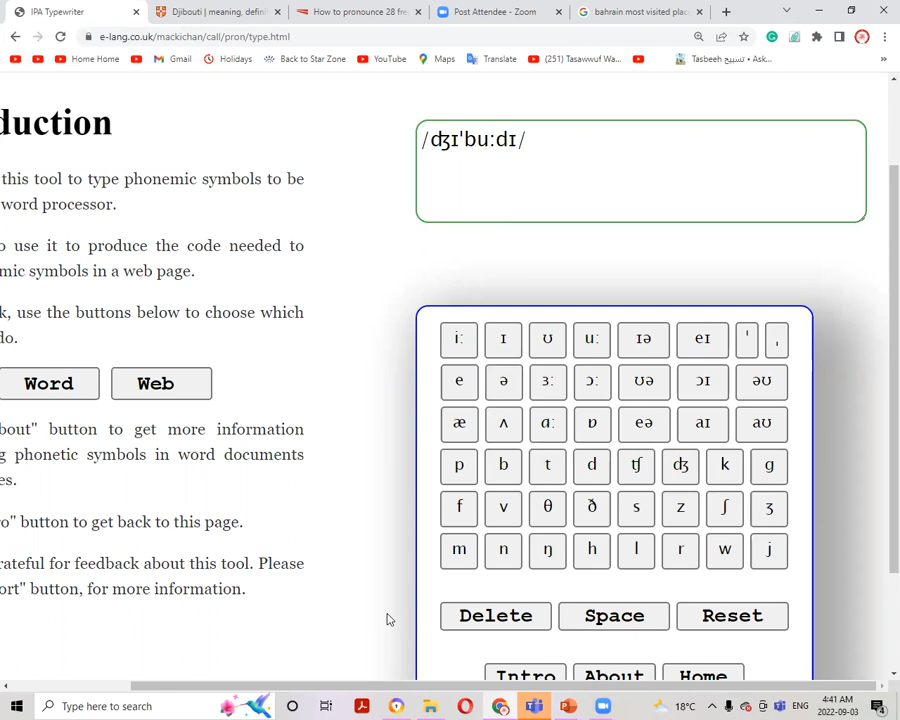 IPA Typewriter
Djibouti | meaning, defin
How to pronounce 28 fre
Post Attendee - Zoom
bahrain most visited plac
e-lang.co.uk/mackichan/call/pron/type.html
Home Home
Gmail
Holidays
Back to Star Zone
YouTube
Maps
Translate
(251) Tasawwuf Wa...
Tasbeeh تسبيح • Ask...
»
duction
this tool to type phonemic symbols to be
word processor.
o use it to produce the code needed to
mic symbols in a web page.
k, use the buttons below to choose which
do.
Word
Web
bout" button to get more information
g phonetic symbols in word documents
es.
ro" button to get back to this page.
rateful for feedback about this tool. Please
ort" button, for more information.
/ʤɪˈbuːdɪ/
iː ɪ ʊ uː ɪə eɪ ˈ ˌ
e ə ɜː ɔː ʊə ɔɪ əʊ
æ ʌ ɑː ɒ eə aɪ aʊ
p b t d ʧ ʤ k g
f v θ ð s z ʃ ʒ
m n ŋ h l r w j
Delete Space Reset
Intro About Home
Type here to search
18°C
ENG
4:41 AM
2022-09-03
4